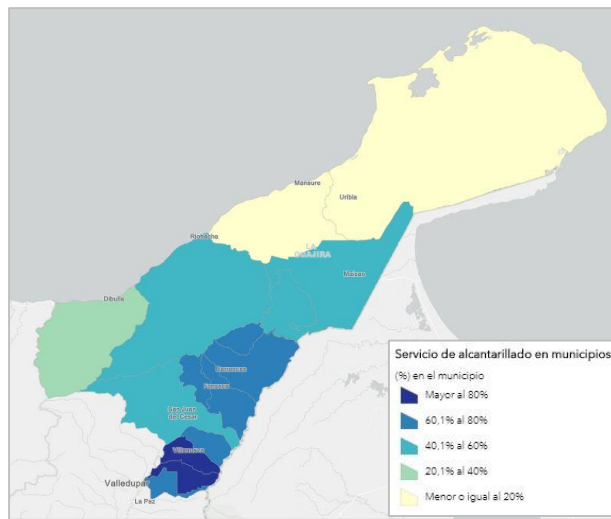 Manaure
Uribia
Riohacha
LA
GUAJIRA
Maicao
Dibulla
Barrancas
Fonseca
San Juan
del Cesar
Villanueva
Valledupar
La Paz
Servicio de alcantarillado en municipios
(%) en el municipio
Mayor al 80%
60,1% al 80%
40,1% al 60%
20,1% al 40%
Menor o igual al 20%